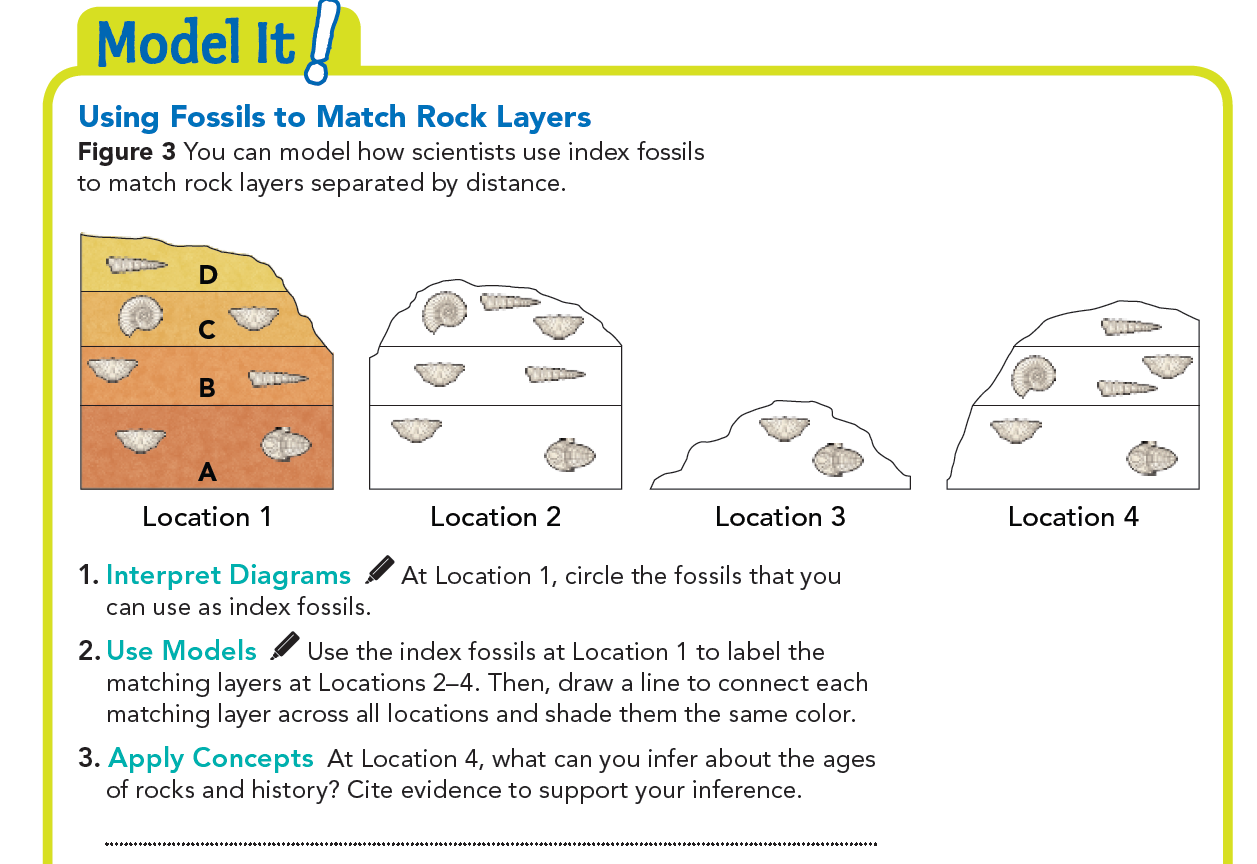 Model It!
Using Fossils to Match Rock Layers
Figure 3 You can model how scientists use index fossils
to match rock layers separated by distance.
D
C
B
A
Location 1
Location 2
Location 3
Location 4
1. Interpret Diagrams At Location 1, circle the fossils that you
can use as index fossils.
2. Use Models Use the index fossils at Location 1 to label the
matching layers at Locations 2–4. Then, draw a line to connect each
matching layer across all locations and shade them the same color.
3. Apply Concepts At Location 4, what can you infer about the ages
of rocks and history? Cite evidence to support your inference.